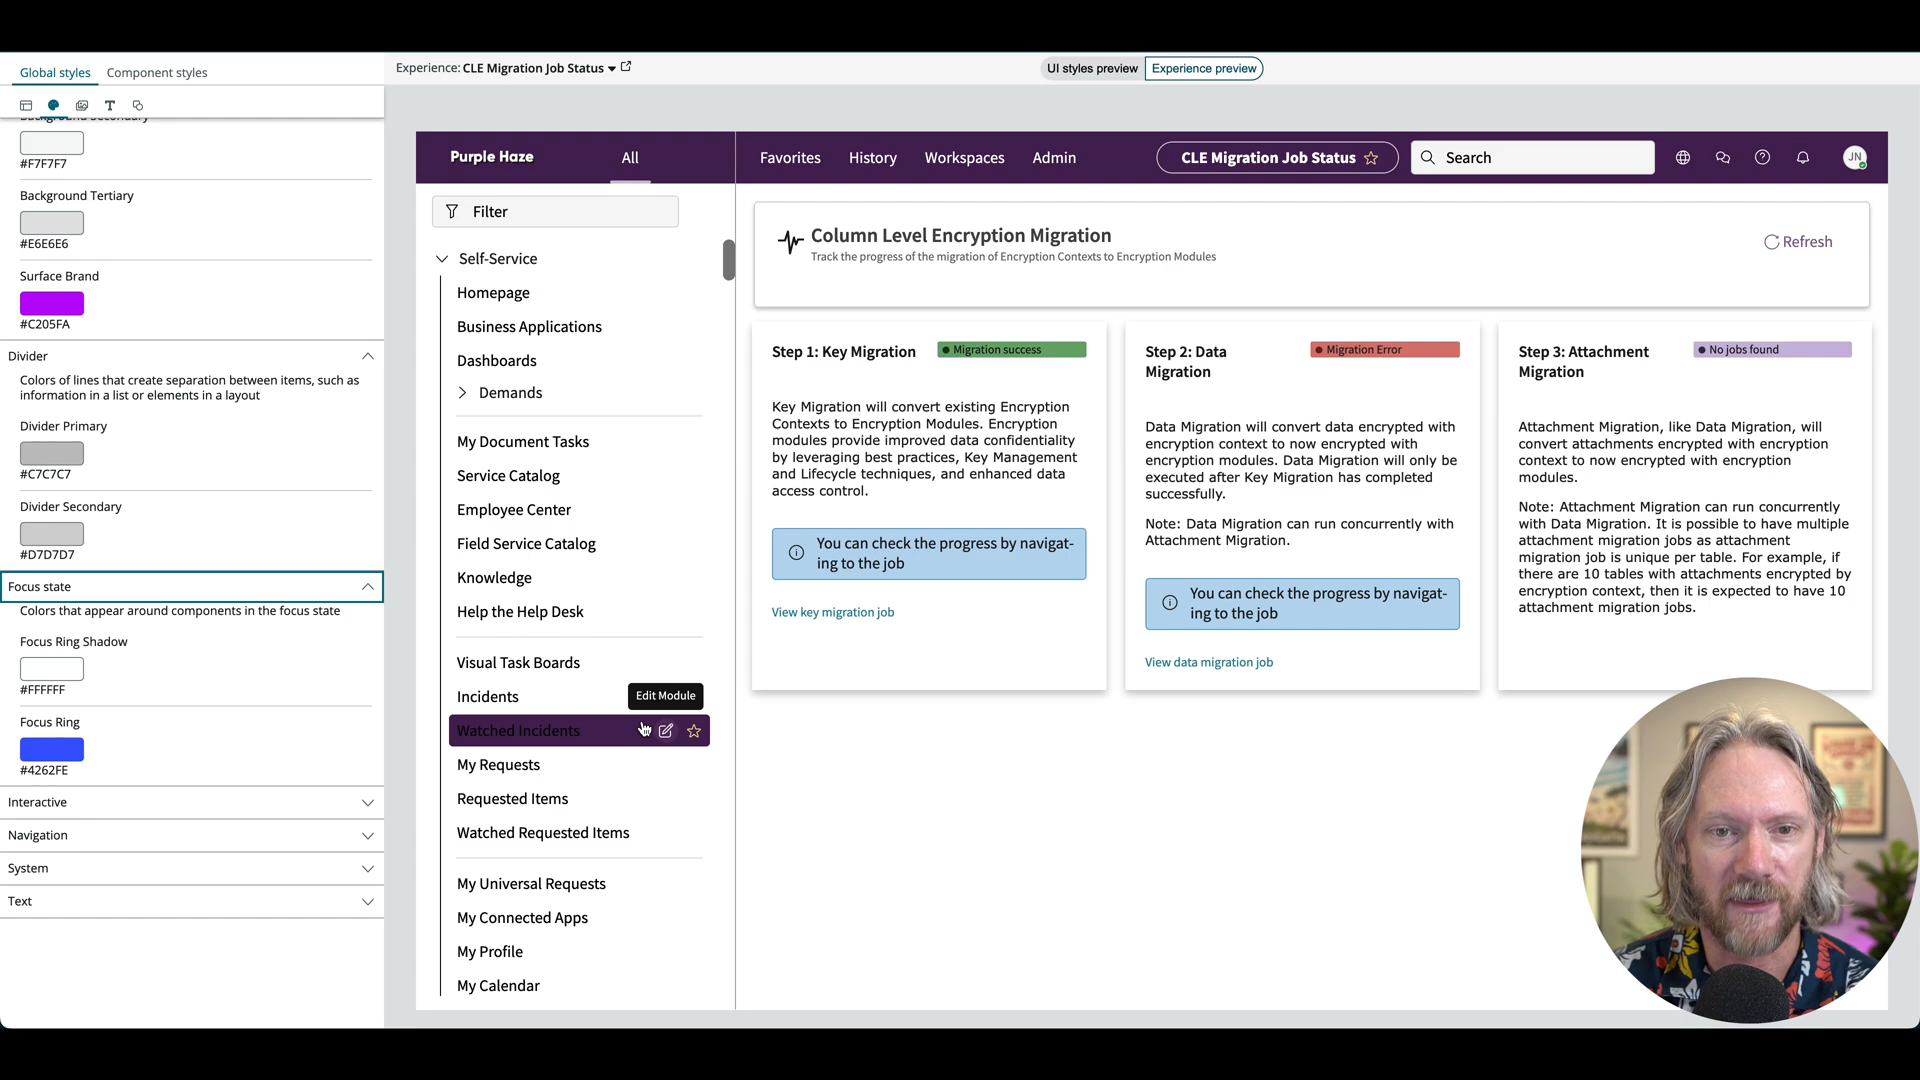 Global styles
Component styles
Experience: CLE Migration Job Status
UI styles preview
Experience preview
Background Secondary
#F7F7F7
Background Tertiary
#E6E6E6
Surface Brand
#C205FA
Divider
Colors of lines that create separation between items, such as
information in a list or elements in a layout
Divider Primary
#C7C7C7
Divider Secondary
#D7D7D7
Focus state
Colors that appear around components in the focus state
Focus Ring Shadow
#FFFFFF
Focus Ring
#4262FE
Interactive
Navigation
System
Text
Purple Haze
All
Favorites
History
Workspaces
Admin
CLE Migration Job Status
Search
JN
Filter
Self-Service
Homepage
Business Applications
Dashboards
Demands
My Document Tasks
Service Catalog
Employee Center
Field Service Catalog
Knowledge
Help the Help Desk
Visual Task Boards
Incidents
Edit Module
Watched Incidents
My Requests
Requested Items
Watched Requested Items
My Universal Requests
My Connected Apps
My Profile
My Calendar
Column Level Encryption Migration
Track the progress of the migration of Encryption Contexts to Encryption Modules
Refresh
Step 1: Key Migration
Migration success
Key Migration will convert existing Encryption
Contexts to Encryption Modules. Encryption
modules provide improved data confidentiality
by leveraging best practices, Key Management
and Lifecycle techniques, and enhanced data
access control.
You can check the progress by navigat-
ing to the job
View key migration job
Step 2: Data
Migration
Migration Error
Data Migration will convert data encrypted with
encryption context to now encrypted with
encryption modules. Data Migration will only be
executed after Key Migration has completed
successfully.
Note: Data Migration can run concurrently with
Attachment Migration.
You can check the progress by navigat-
ing to the job
View data migration job
Step 3: Attachment
Migration
No jobs found
Attachment Migration, like Data Migration, will
convert attachments encrypted with encryption
context to now encrypted with encryption
modules.
Note: Attachment Migration can run concurrently
with Data Migration. It is possible to have multiple
attachment migration jobs as attachment
migration job is unique per table. For example, if
there are 10 tables with attachments encrypted by
encryption context, then it is expected to have 10
attachment migration jobs.